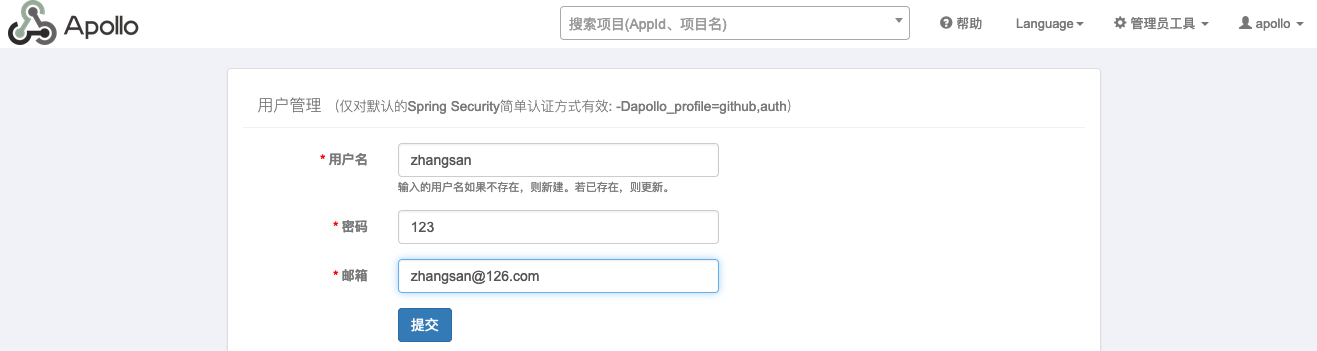 Apollo 搜索项目(AppId、项目名) 帮助 Language 管理员工具 apollo
用户管理 (仅对默认的Spring Security简单认证方式有效: -Dapollo_profile=github,auth)
* 用户名 zhangsan
输入的用户名如果不存在，则新建。若已存在，则更新。
* 密码 123
* 邮箱 zhangsan@126.com
提交